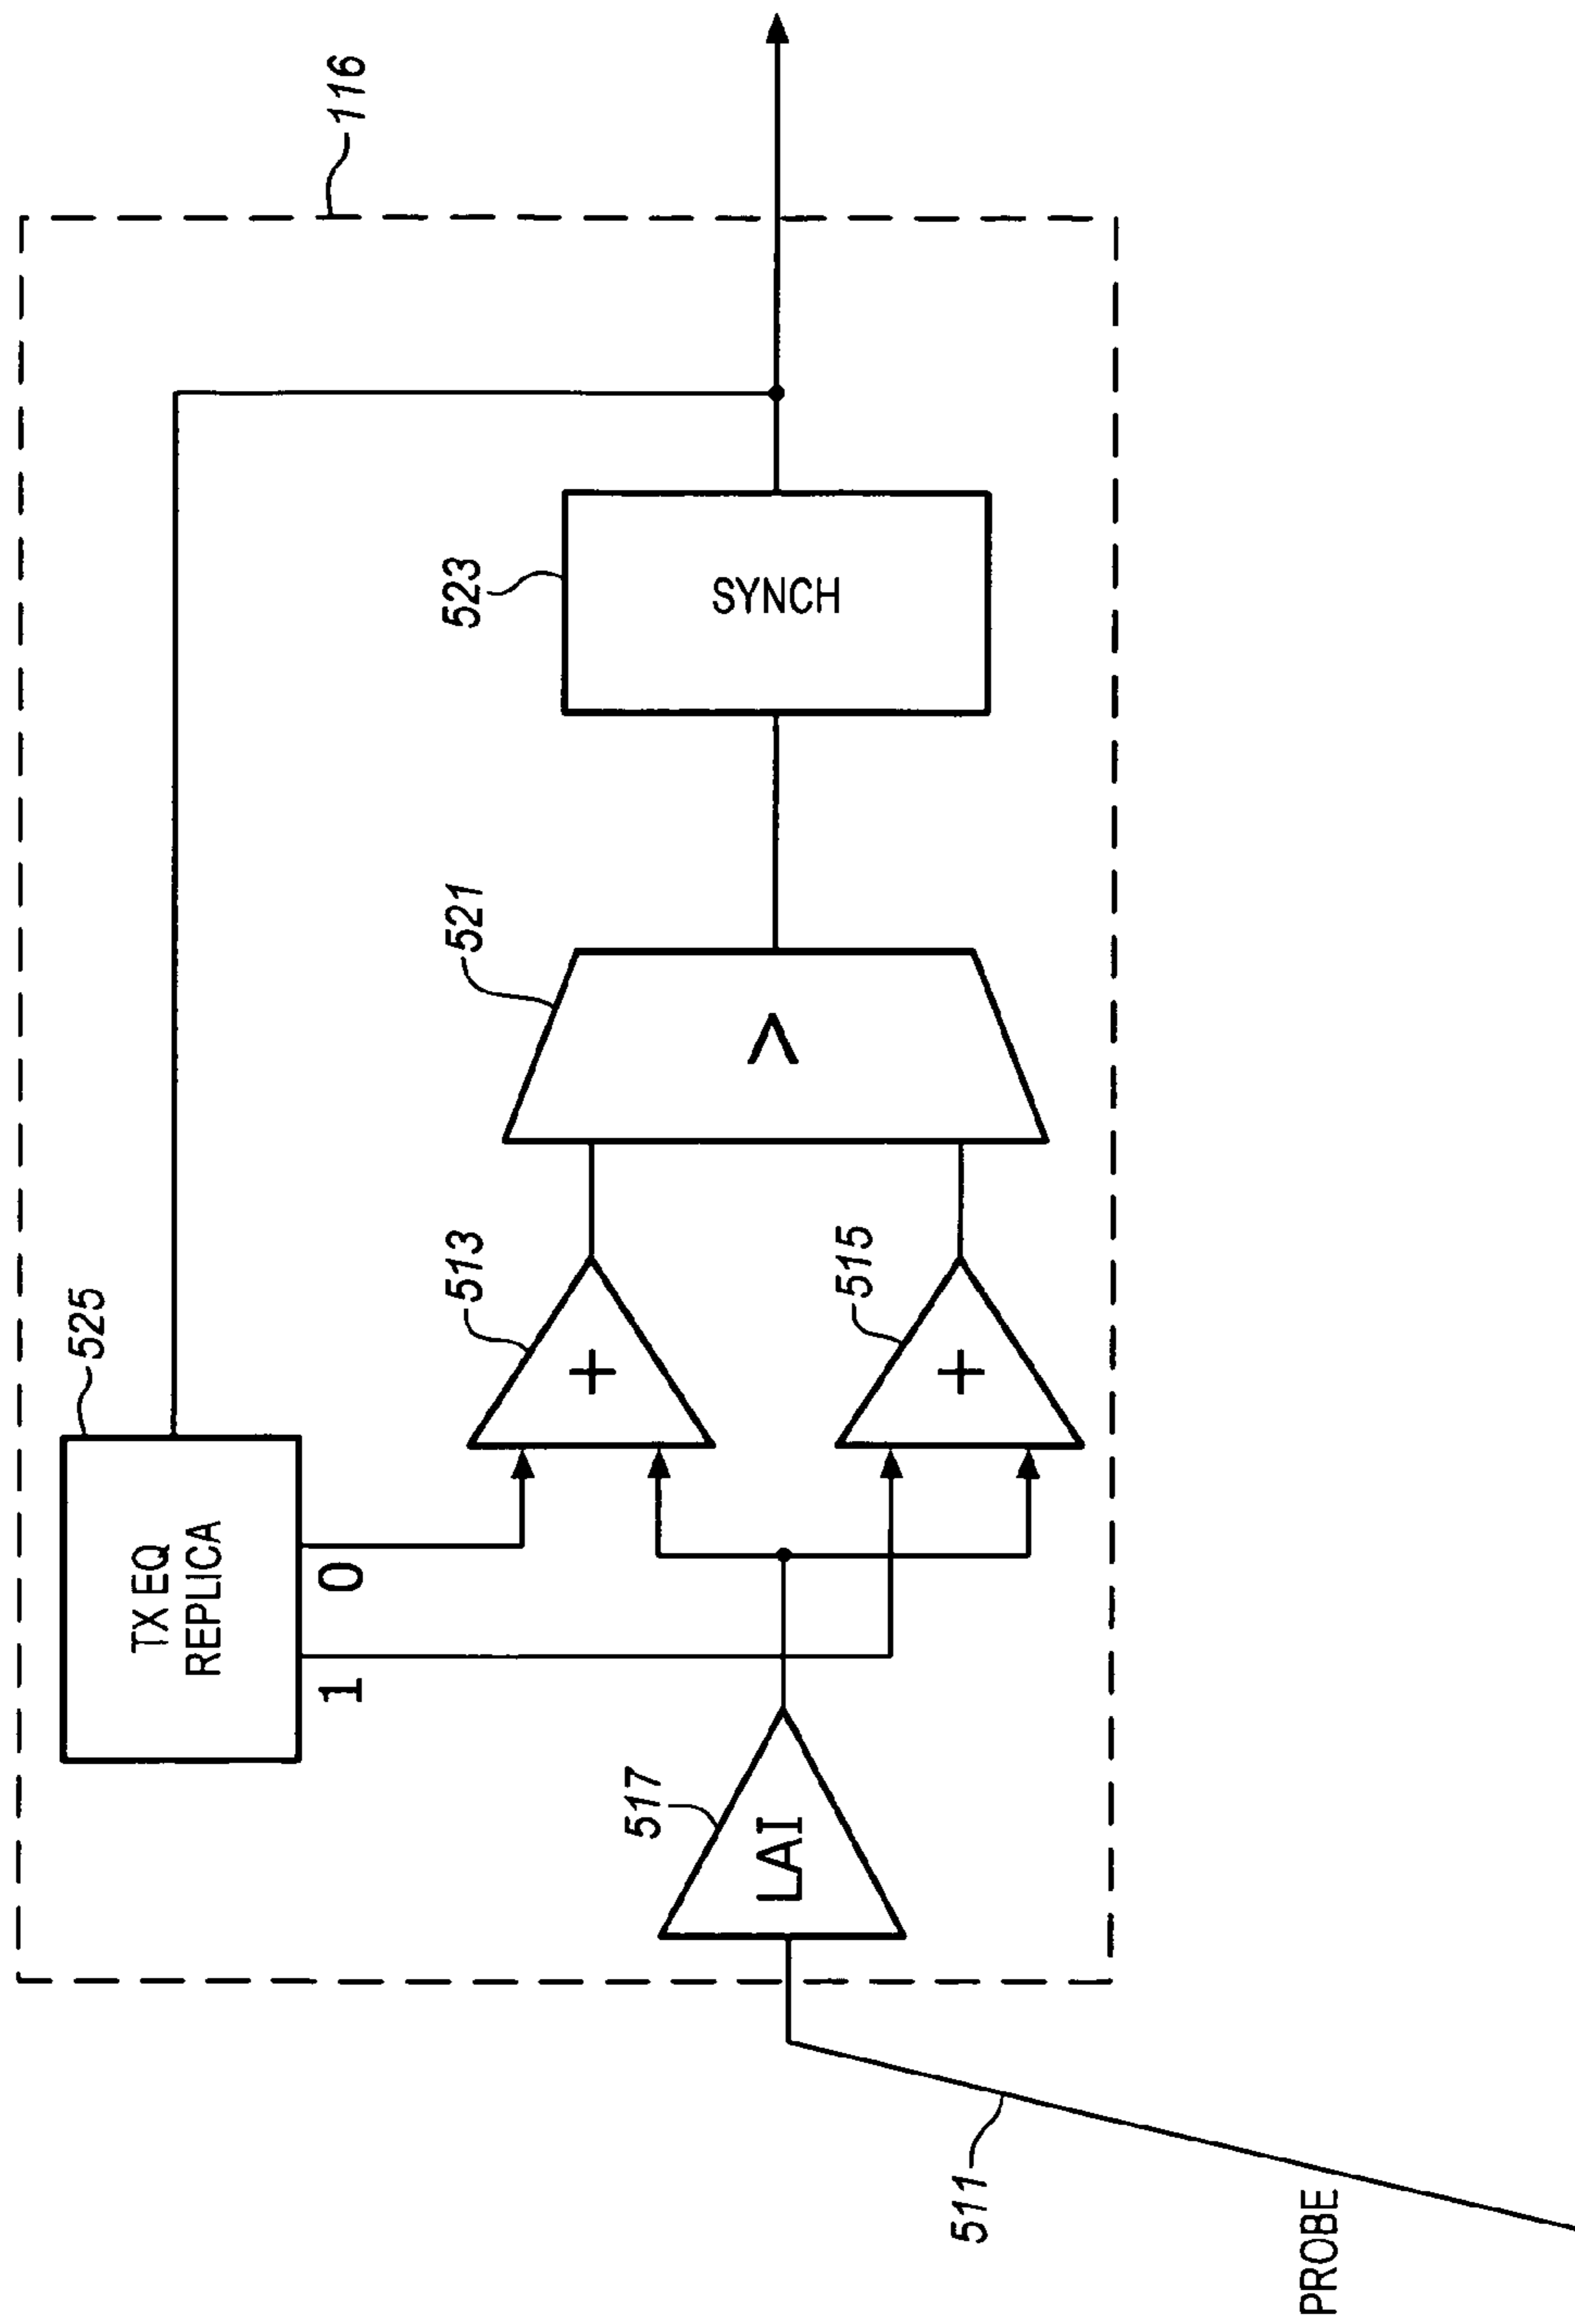 116
525
TX EQ
REPLICA
1
0
513
515
521
>
523
SYNCH
+
+
517
LAI
511
PROBE